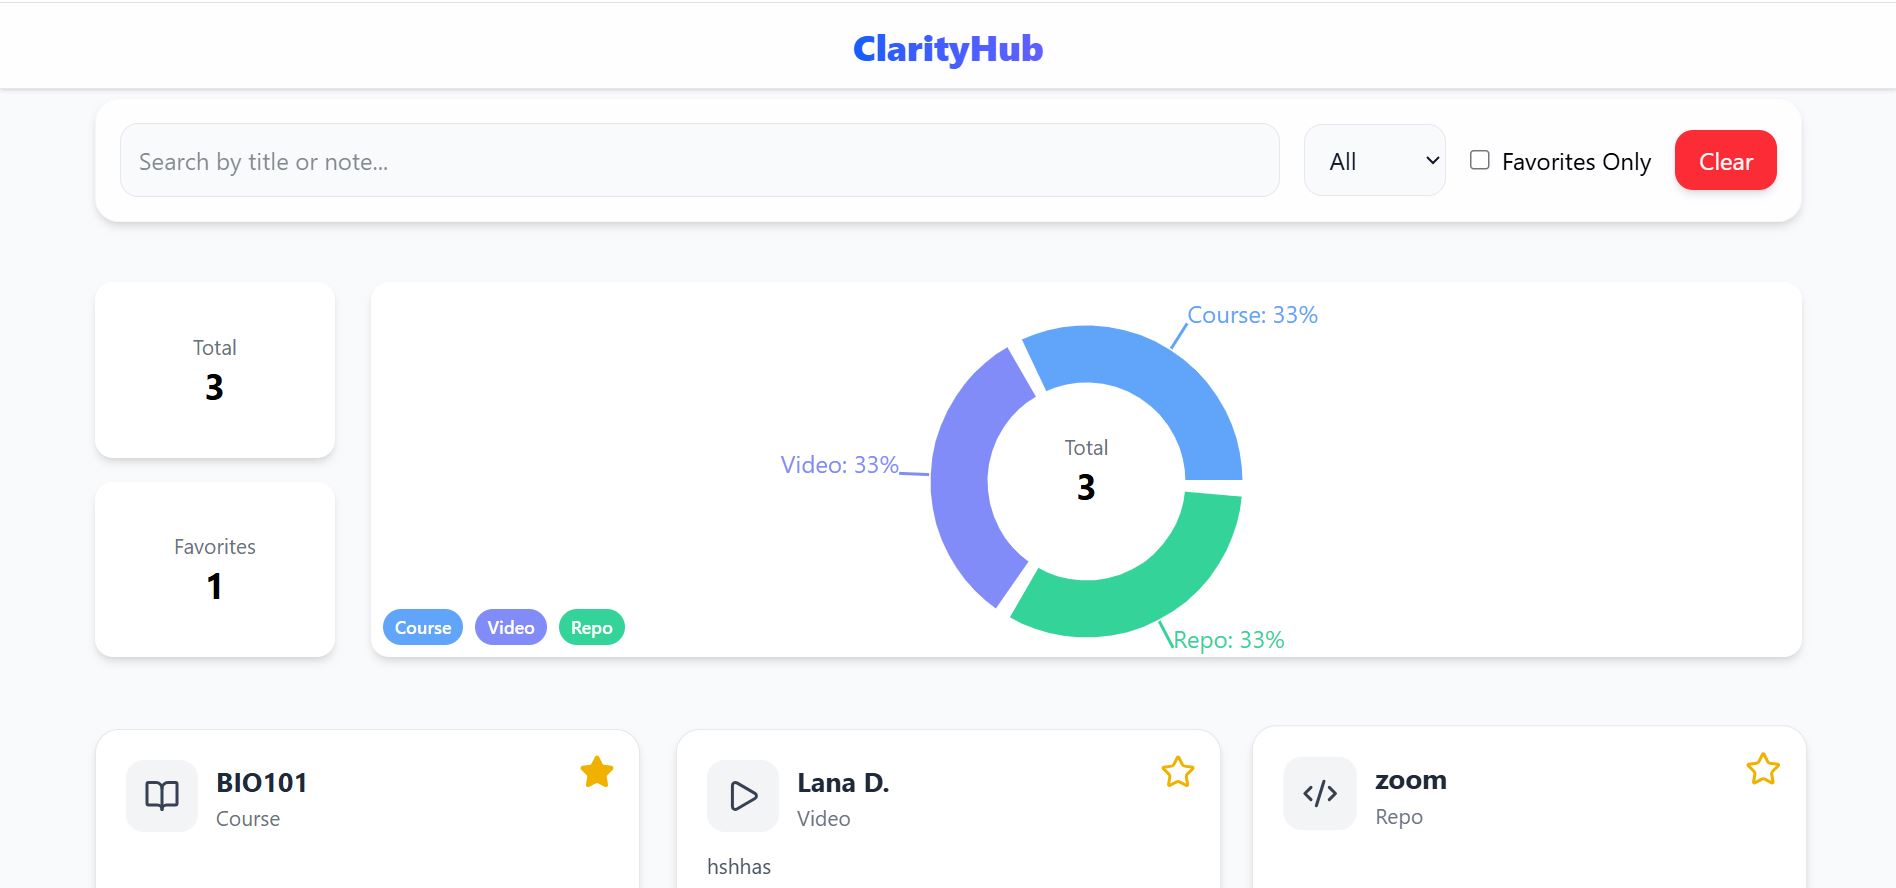 ClarityHub
Search by title or note...
All
Favorites Only
Clear
Total
3
Favorites
1
Course: 33%
Video: 33%
Total
3
Repo: 33%
Course Video Repo
BIO101
Course
Lana D.
Video
hshhas
zoom
Repo